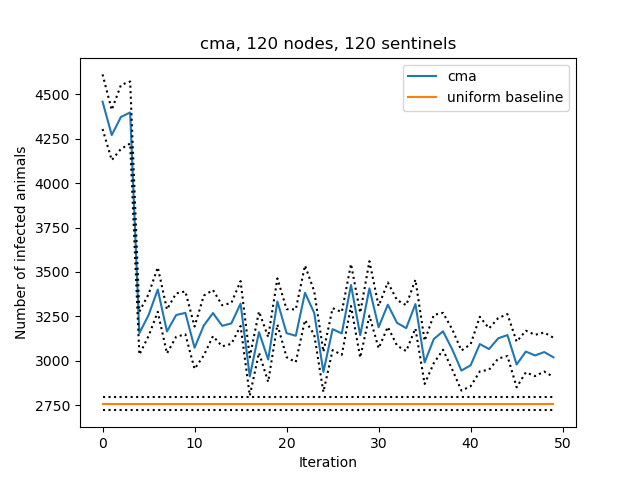 cma, 120 nodes, 120 sentinels
cma
uniform baseline
4500
4250
4000
3750
3500
3250
3000
2750
Number of infected animals
0 10 20 30 40 50
Iteration